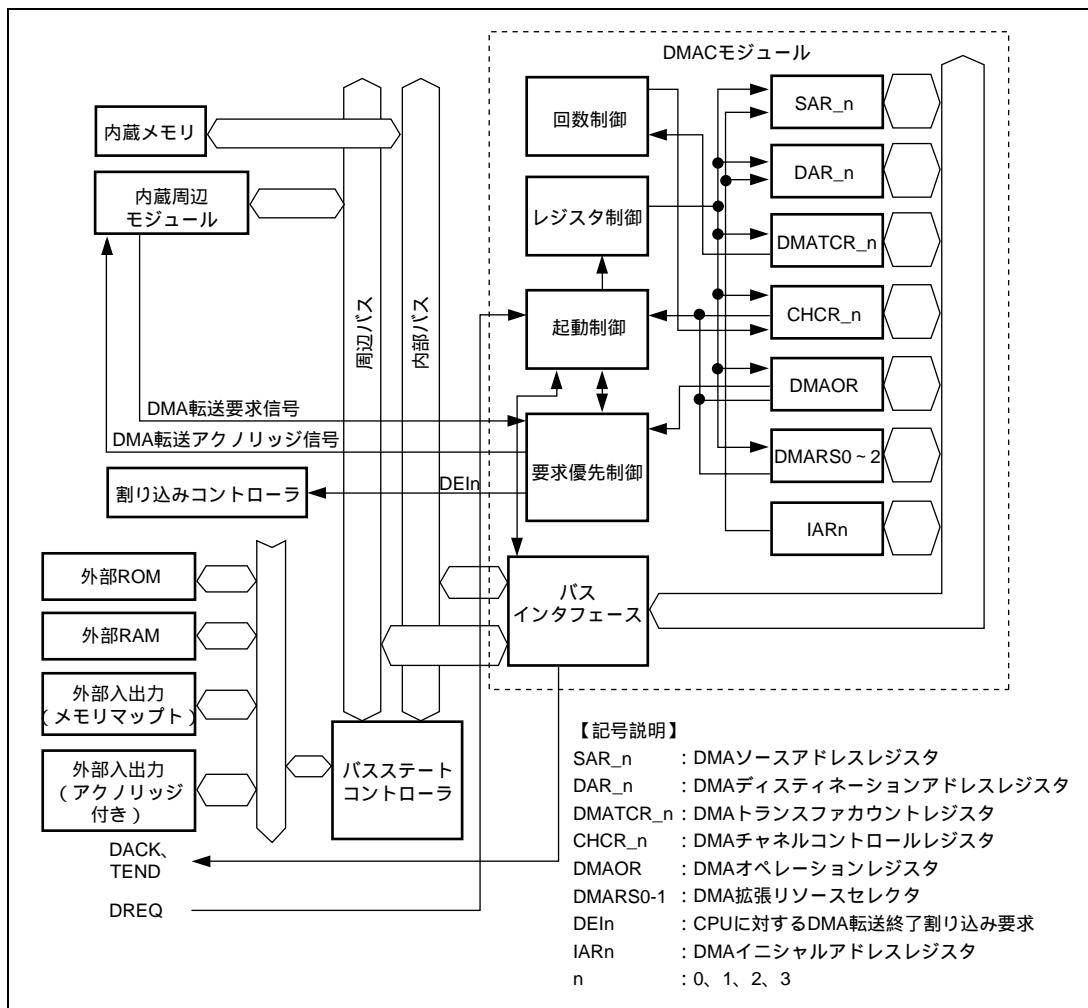 DMACモジュール
SAR_n
内蔵メモリ
回数制御
DAR_n
内蔵周辺
モジュール
レジスタ制御
DMATCR_n
周辺バス
内部バス
起動制御
CHCR_n
DMA転送要求信号
DMAOR
DMA転送アクノリッジ信号
要求優先制御
DMARS0~2
DEIn
割り込みコントローラ
IARn
外部ROM
バス
インタフェース
外部RAM
外部入出力
(メモリマップト)
外部入出力
(アクノリッジ
付き)
バスステート
コントローラ
DACK、
TEND
DREQ
【記号説明】
SAR_n :DMAソースアドレスレジスタ
DAR_n :DMAディスティネーションアドレスレジスタ
DMATCR_n :DMAトランスファカウントレジスタ
CHCR_n :DMAチャネルコントロールレジスタ
DMAOR :DMAオペレーションレジスタ
DMARS0-1 :DMA拡張リソースセレクタ
DEIn :CPUに対するDMA転送終了割り込み要求
IARn :DMAイニシャルアドレスレジスタ
n :0、1、2、3